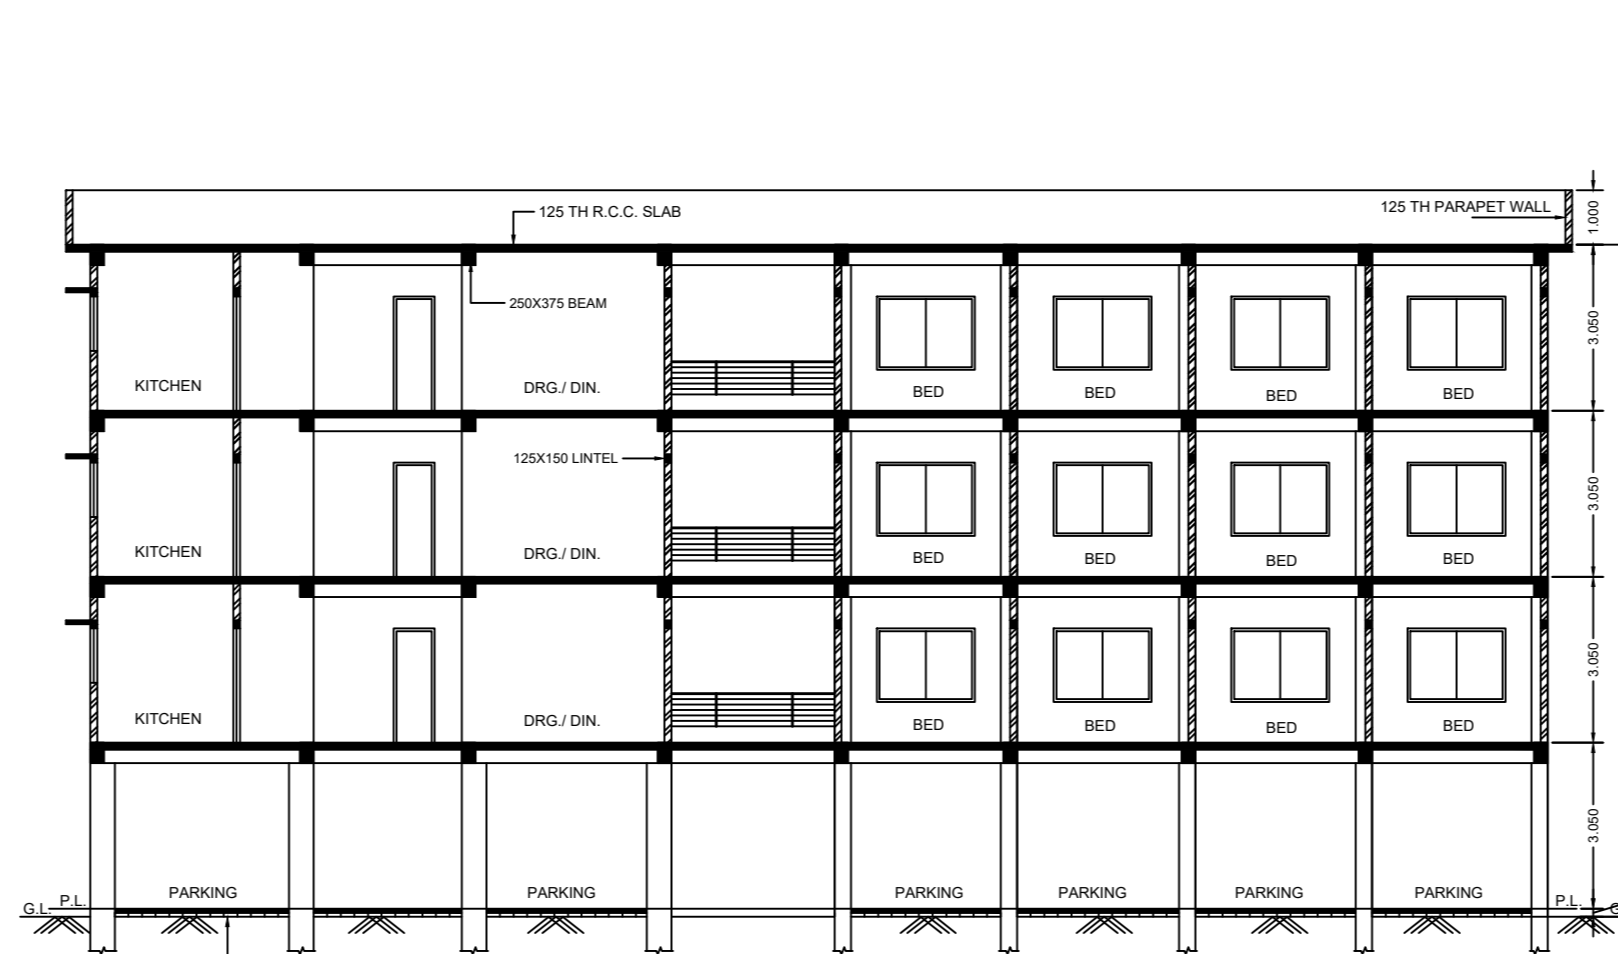 125 TH R.C.C. SLAB
125 TH PARAPET WALL
1.000
250X375 BEAM
3.050
KITCHEN
DRG./ DIN.
BED
BED
BED
BED
125X150 LINTEL
3.050
KITCHEN
DRG./ DIN.
BED
BED
BED
BED
3.050
KITCHEN
DRG./ DIN.
BED
BED
BED
BED
3.050
PARKING
PARKING
PARKING
PARKING
PARKING
PARKING
G.L.
P.L.
P.L.